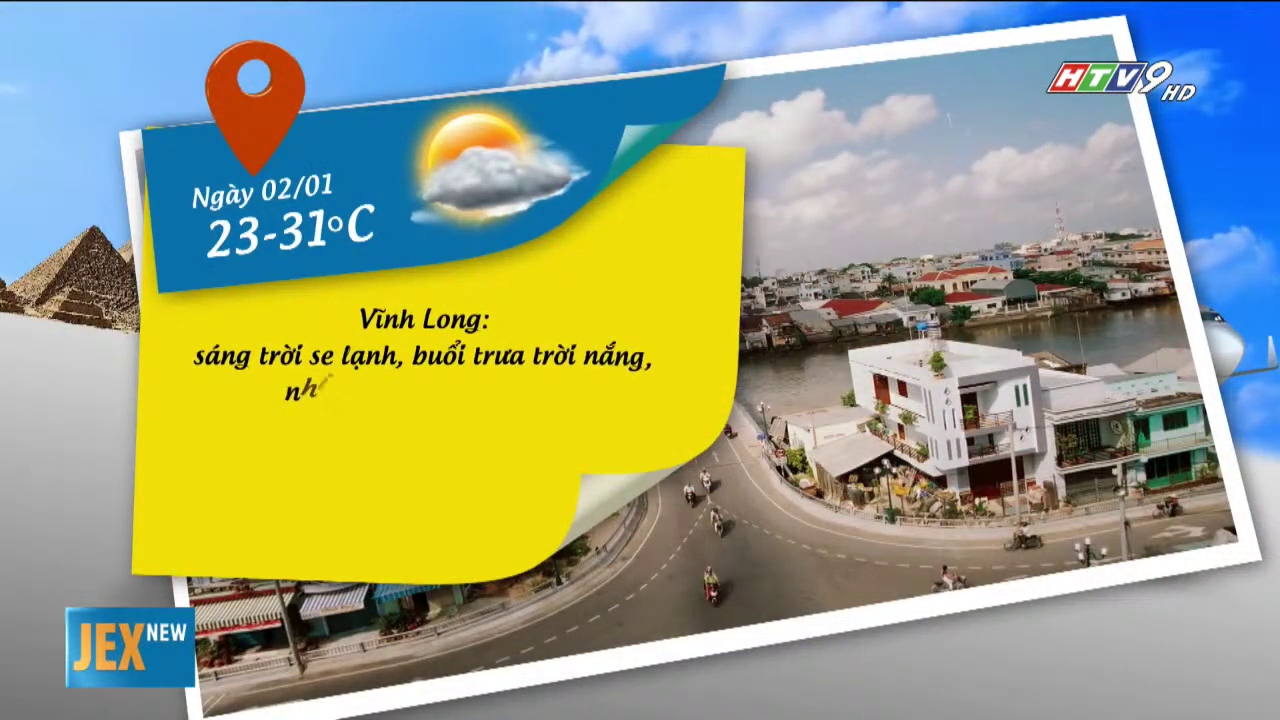 HTV9 HD
Ngày 02/01
23-31°C
Vĩnh Long:
sáng trời se lạnh, buổi trưa trời nắng,
JEX NEW